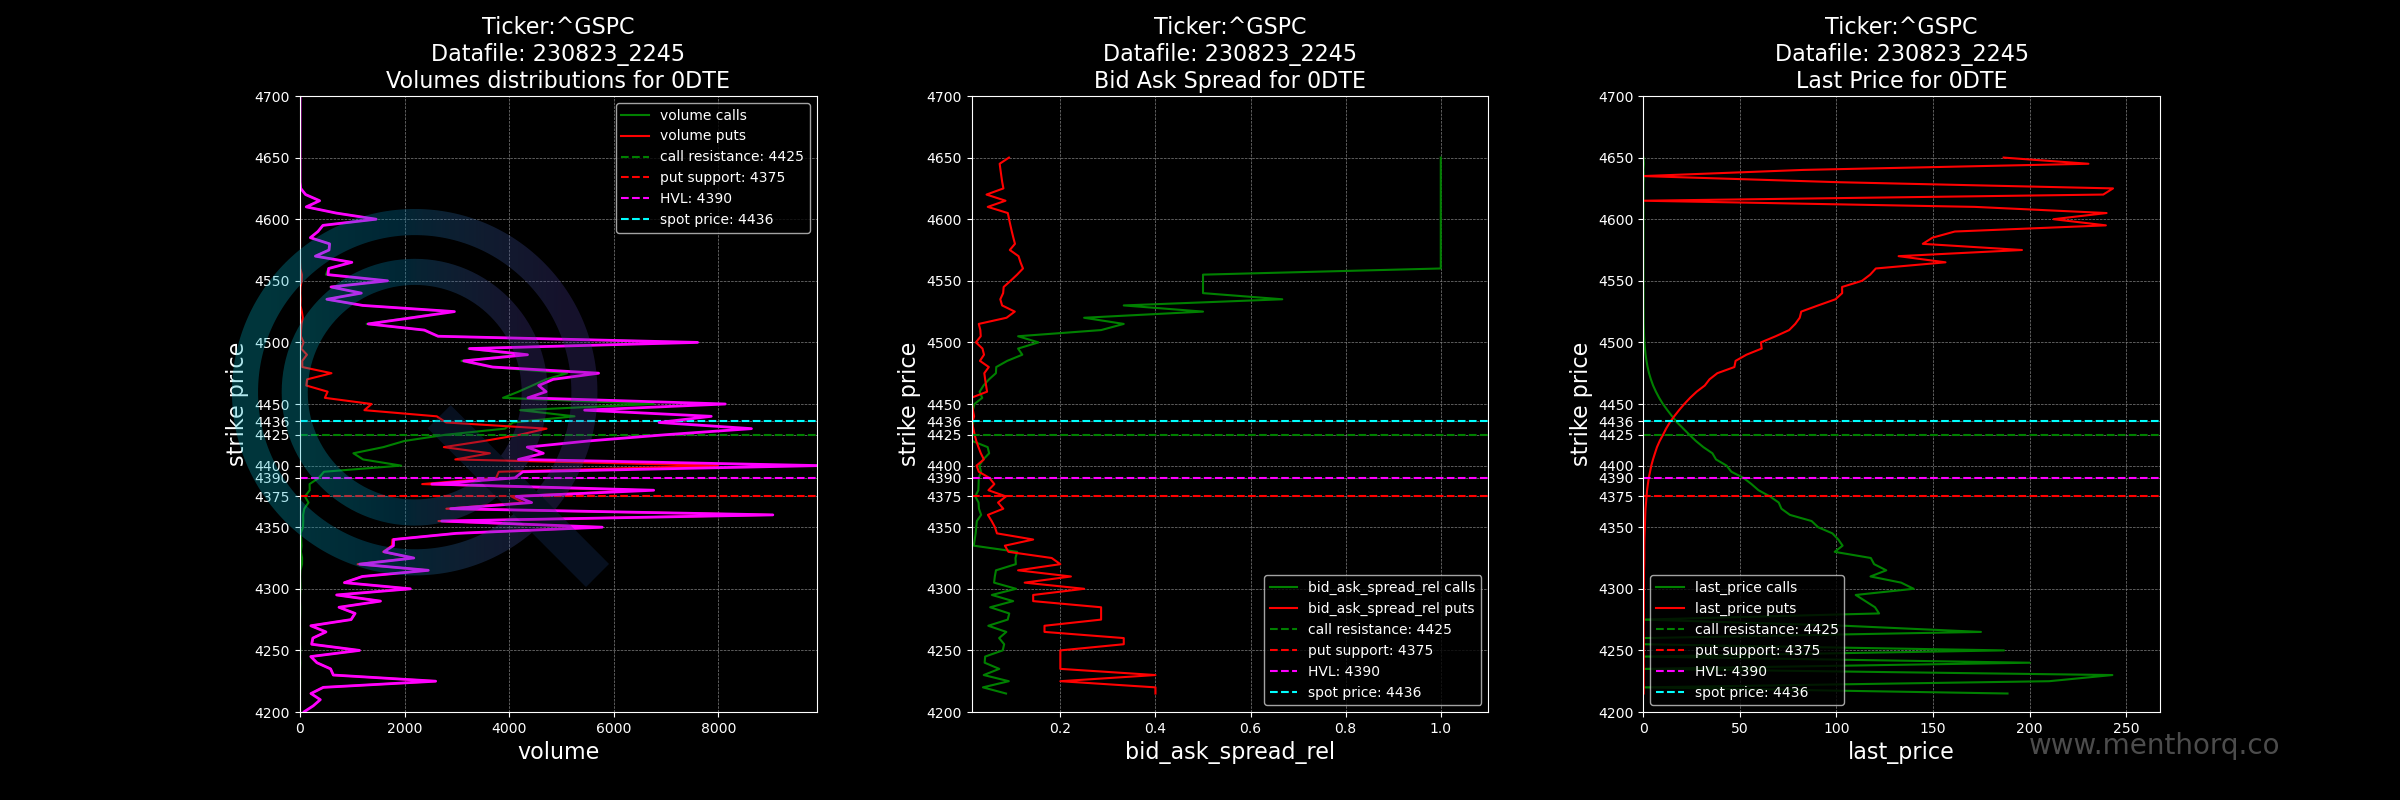 Ticker:^GSPC
Datafile: 230823_2245
Volumes distributions for 0DTE
4700
4650
4600
4550
4500
4450
4436
4425
4400
4390
4375
4350
4300
4250
4200
strike price
volume calls
volume puts
call resistance: 4425
put support: 4375
HVL: 4390
spot price: 4436
0
2000
4000
6000
8000
volume
Ticker:^GSPC
Datafile: 230823_2245
Bid Ask Spread for 0DTE
4700
4650
4600
4550
4500
4450
4436
4425
4400
4390
4375
4350
4300
4250
4200
strike price
bid_ask_spread_rel calls
bid_ask_spread_rel puts
call resistance: 4425
put support: 4375
HVL: 4390
spot price: 4436
0.2
0.4
0.6
0.8
1.0
bid_ask_spread_rel
Ticker:^GSPC
Datafile: 230823_2245
Last Price for 0DTE
4700
4650
4600
4550
4500
4450
4436
4425
4400
4390
4375
4350
4300
4250
4200
strike price
last_price calls
last_price puts
call resistance: 4425
put support: 4375
HVL: 4390
spot price: 4436
0
50
100
150
200
250
last_price
www.menthorq.co